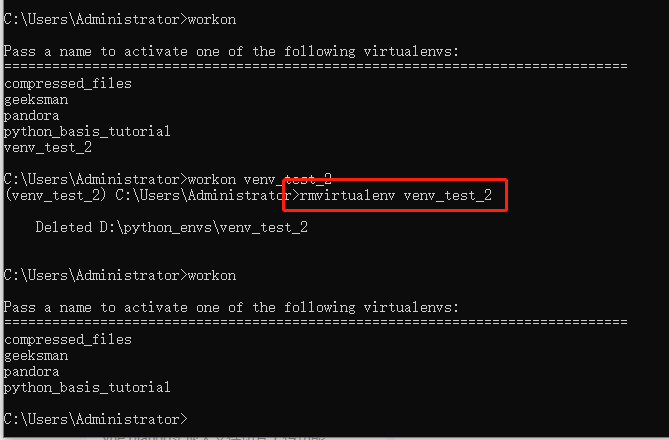 C:\Users\Administrator>workon
Pass a name to activate one of the following virtualenvs:
==============================================================================
compressed_files
geeksman
pandora
python_basis_tutorial
venv_test_2
C:\Users\Administrator>workon venv_test_2
(venv_test_2) C:\Users\Administrator>rmvirtualenv venv_test_2
Deleted D:\python_envs\venv_test_2
C:\Users\Administrator>workon
Pass a name to activate one of the following virtualenvs:
==============================================================================
compressed_files
geeksman
pandora
python_basis_tutorial
C:\Users\Administrator>